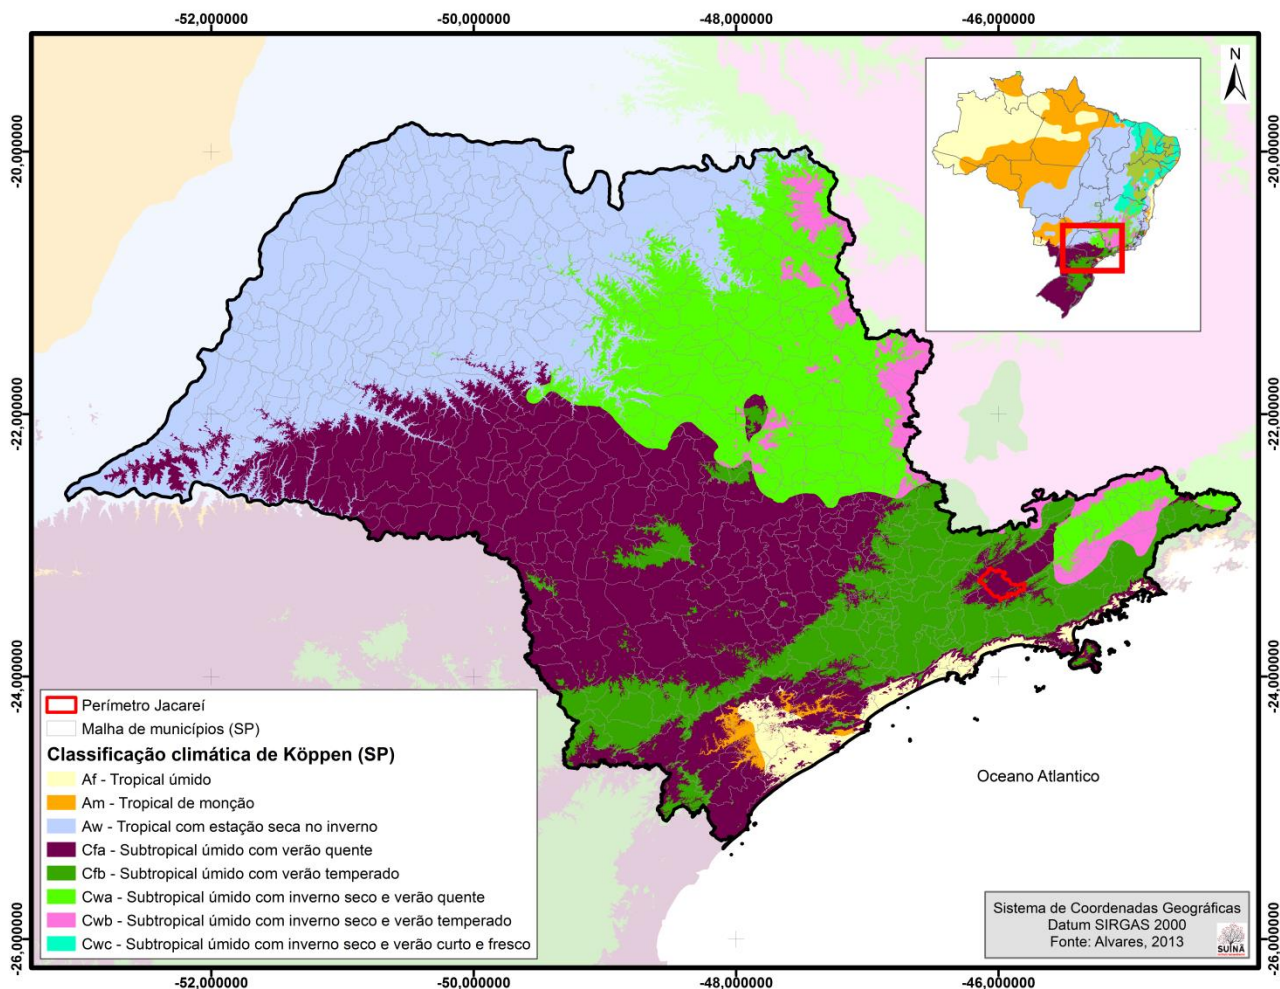 -52,000000
-50,000000
-48,000000
-46,000000
-20,000000
-20,000000
N
-22,000000
-22,000000
-24,000000
-24,000000
Perímetro Jacareí
Malha de municípios (SP)
Classificação climática de Köppen (SP)
Af - Tropical úmido
Am - Tropical de monção
Aw - Tropical com estação seca no inverno
Cfa - Subtropical úmido com verão quente
Cfb - Subtropical úmido com verão temperado
Cwa - Subtropical úmido com inverno seco e verão quente
Cwb - Subtropical úmido com inverno seco e verão temperado
Cwc - Subtropical úmido com inverno seco e verão curto e fresco
Oceano Atlantico
Sistema de Coordenadas Geográficas
Datum SIRGAS 2000
Fonte: Alvares, 2013
SUINÃ
-26,000000
-26,000000
-52,000000
-50,000000
-48,000000
-46,000000